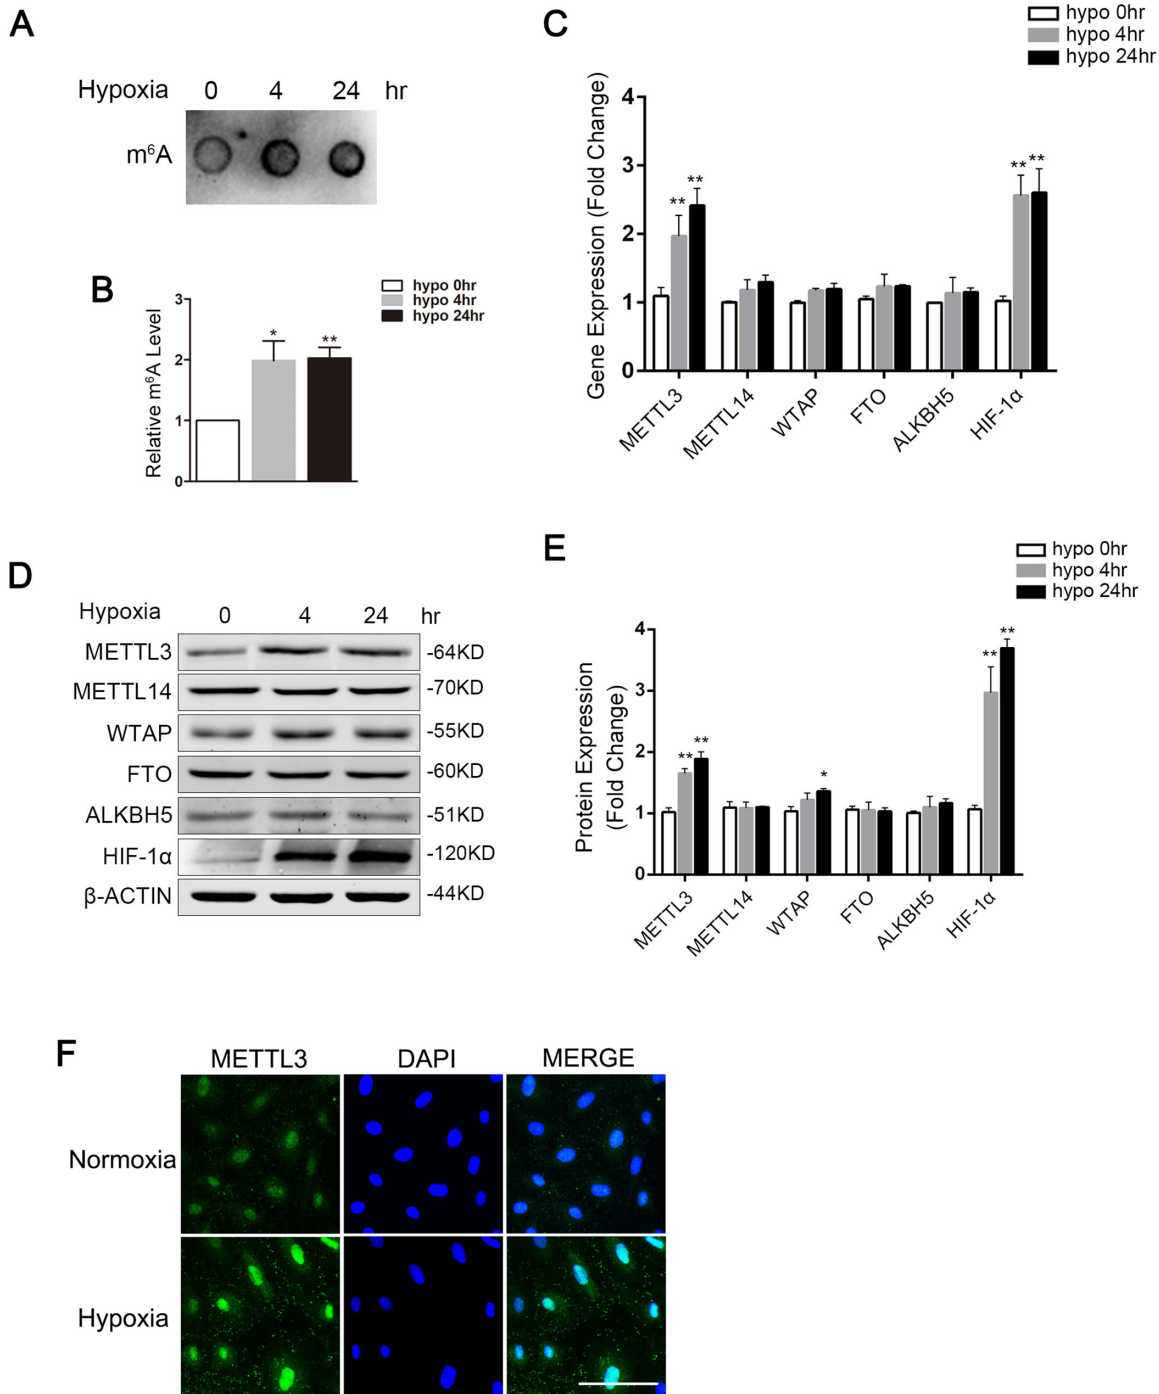 A
Hypoxia 0 4 24 hr
m⁶A
B
hypo 0hr
hypo 4hr
hypo 24hr
Relative m⁶A Level
3
2
1
0
* **
C
hypo 0hr
hypo 4hr
hypo 24hr
Gene Expression (Fold Change)
4
3
2
1
0
** ** ** **
METTL3 METTL14 WTAP FTO ALKBH5 HIF-1α
D
Hypoxia 0 4 24 hr
METTL3 -64KD
METTL14 -70KD
WTAP -55KD
FTO -60KD
ALKBH5 -51KD
HIF-1α -120KD
β-ACTIN -44KD
E
hypo 0hr
hypo 4hr
hypo 24hr
Protein Expression
(Fold Change)
4
3
2
1
0
** ** * ** **
METTL3 METTL14 WTAP FTO ALKBH5 HIF-1α
F
METTL3 DAPI MERGE
Normoxia
Hypoxia